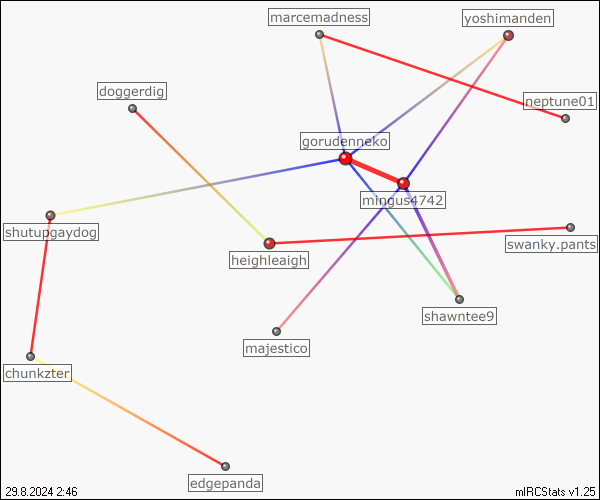 marcemadness
yoshimanden
doggerdig
neptune01
gorudenneko
mingus4742
shutupgaydog
heighleaigh
swanky.pants
shawntee9
majestico
chunkzter
edgepanda
29.8.2024 2:46
mIRCStats v1.25